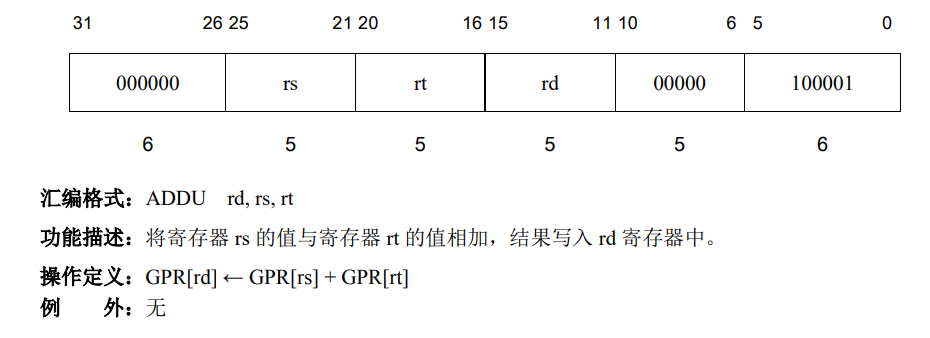 31 26 25 21 20 16 15 11 10 6 5 0
000000 rs rt rd 00000 100001
6 5 5 5 5 6
汇编格式：ADDU rd, rs, rt
功能描述：将寄存器 rs 的值与寄存器 rt 的值相加，结果写入 rd 寄存器中。
操作定义：GPR[rd] ← GPR[rs] + GPR[rt]
例 外：无